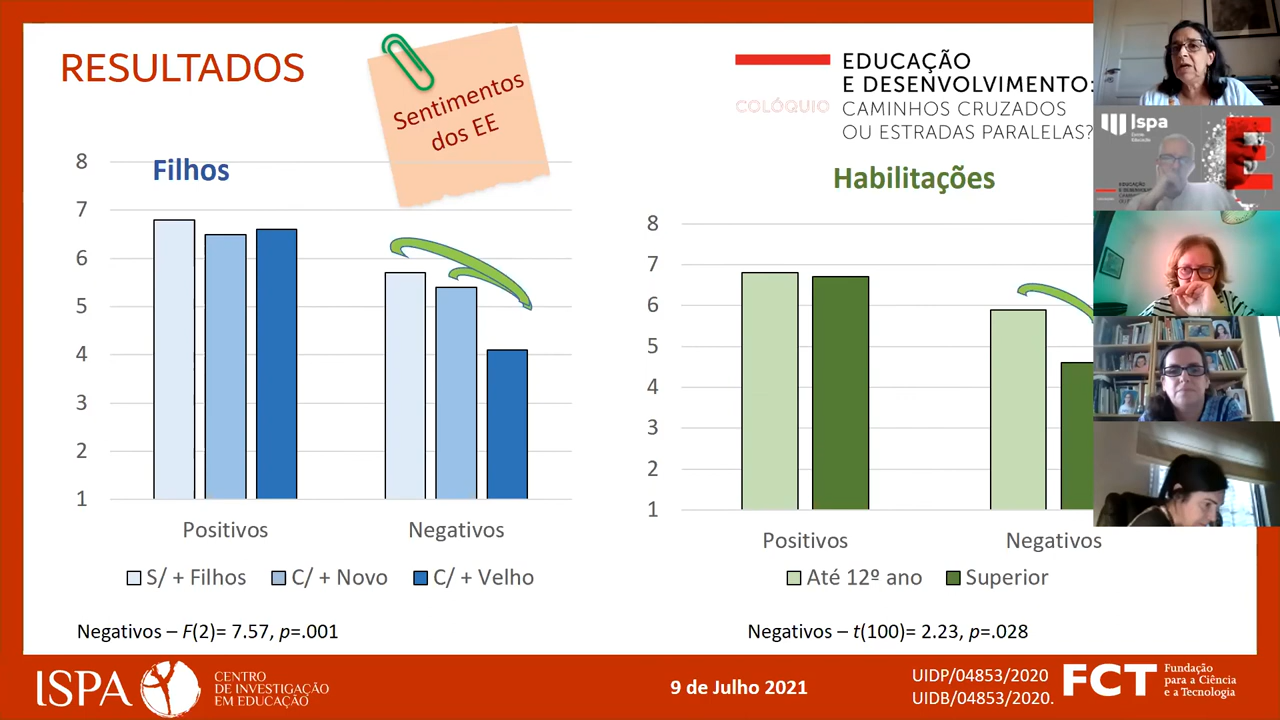 RESULTADOS
Sentimentos
dos EE
COLÓQUIO
EDUCAÇÃO
E DESENVOLVIMENTO:
CAMINHOS CRUZADOS
OU ESTRADAS PARALELAS?
Filhos
8
7
6
5
4
3
2
1
Positivos
Negativos
S/ + Filhos
C/ + Novo
C/ + Velho
Negativos – F(2)= 7.57, p=.001
Habilitações
8
7
6
5
4
3
2
1
Positivos
Negativos
Até 12º ano
Superior
Negativos – t(100)= 2.23, p=.028
Ispa
E
ISPA
CENTRO
DE INVESTIGAÇÃO
EM EDUCAÇÃO
9 de Julho 2021
UIDP/04853/2020
UIDB/04853/2020.
FCT
Fundação
para a Ciência
e a Tecnologia